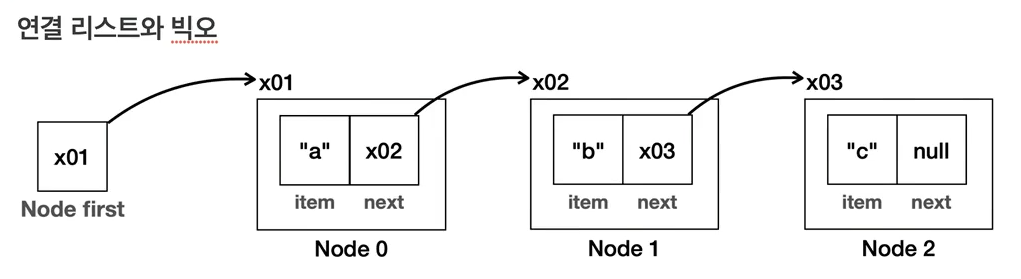 연결 리스트와 빅오
x01 x02 x03
x01 "a" x02 "b" x03 "c" null
Node first item next item next item next
Node 0 Node 1 Node 2